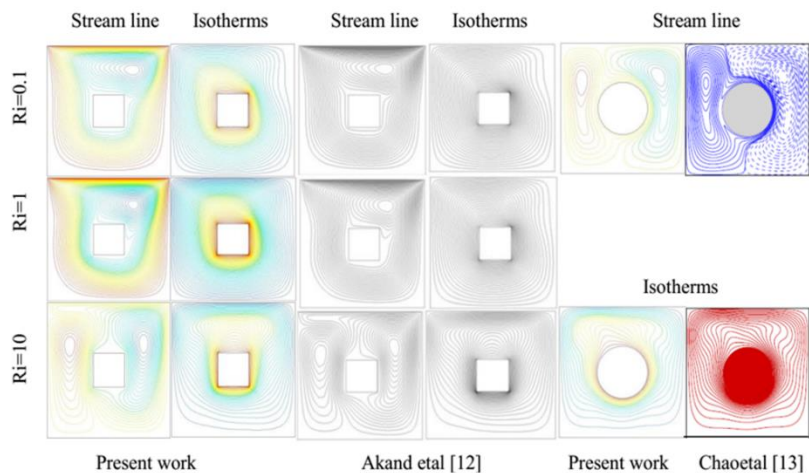 Stream line Isotherms Stream line Isotherms Stream line
Ri=0.1
Ri=1
Isotherms
Ri=10
Present work Akand etal [12] Present work Chaoetal [13]